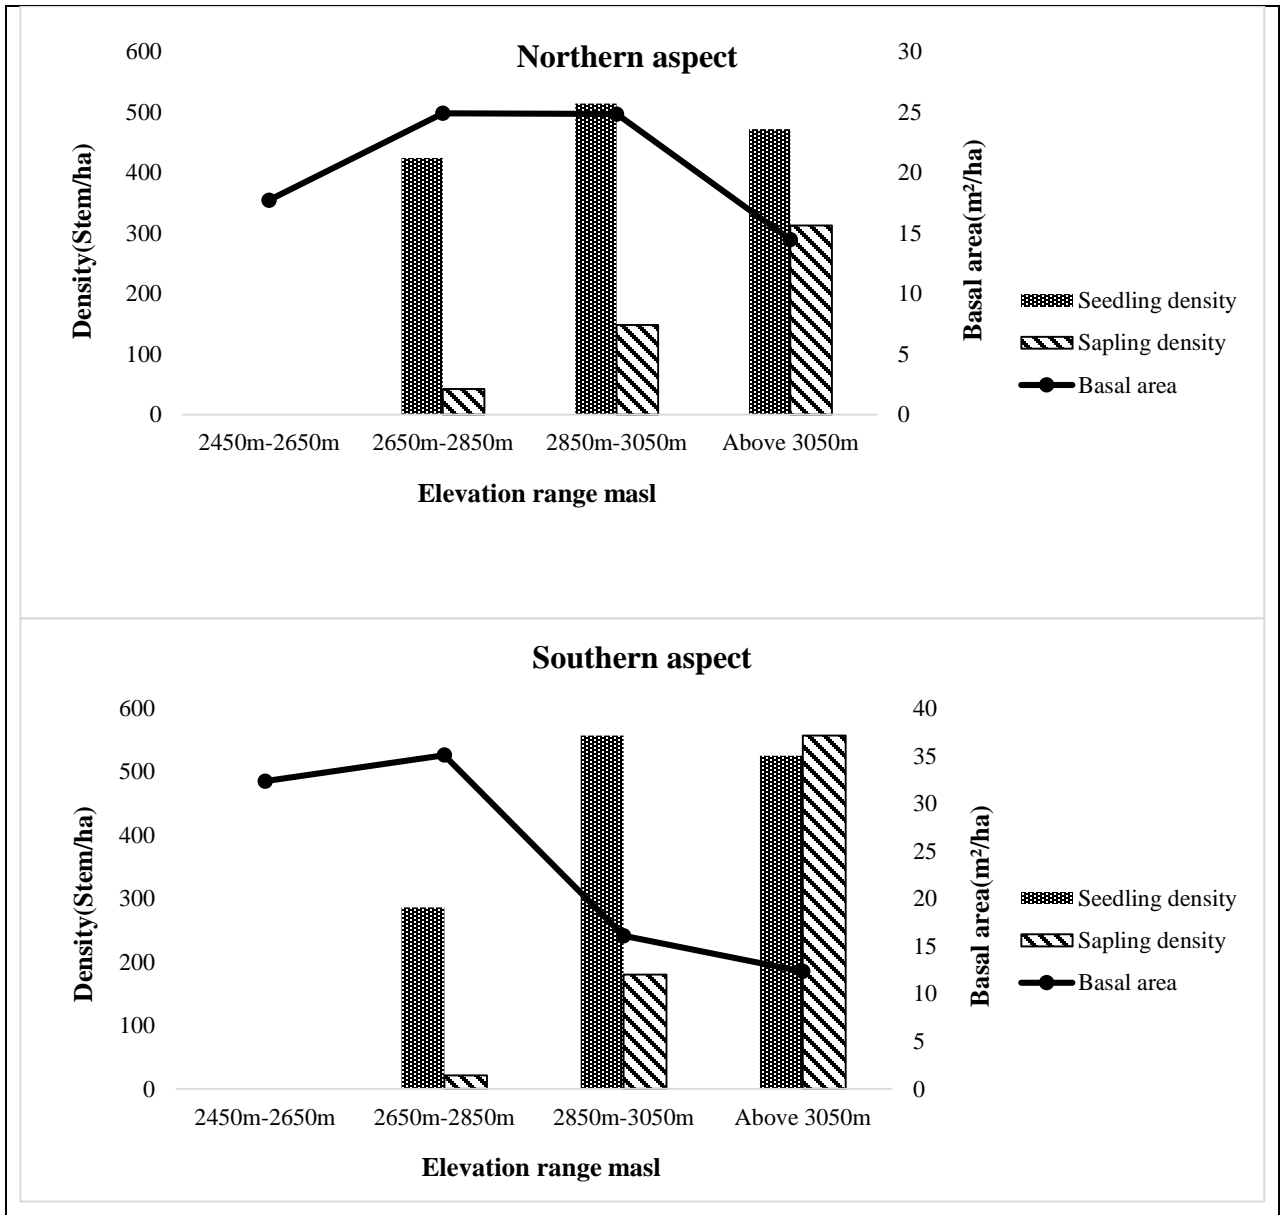 Northern aspect
600
500
400
300
200
100
0
Density(Stem/ha)
30
25
20
15
10
5
0
Basal area(m²/ha)
2450m-2650m 2650m-2850m 2850m-3050m Above 3050m
Elevation range masl
Seedling density
Sapling density
Basal area
Southern aspect
600
500
400
300
200
100
0
Density(Stem/ha)
40
35
30
25
20
15
10
5
0
Basal area(m²/ha)
2450m-2650m 2650m-2850m 2850m-3050m Above 3050m
Elevation range masl
Seedling density
Sapling density
Basal area